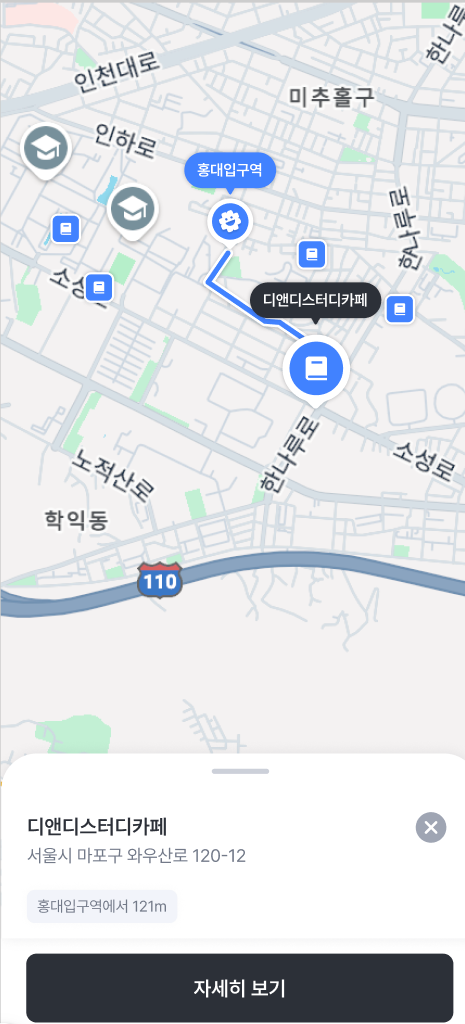 한나루로
인천대로
미추홀구
인하로
홍대입구역
한나루로
소성로
디앤디스터디카페
한나루로
소성로
노적산로
학익동
110
디앤디스터디카페
서울시 마포구 와우산로 120-12
홍대입구역에서 121m
자세히 보기